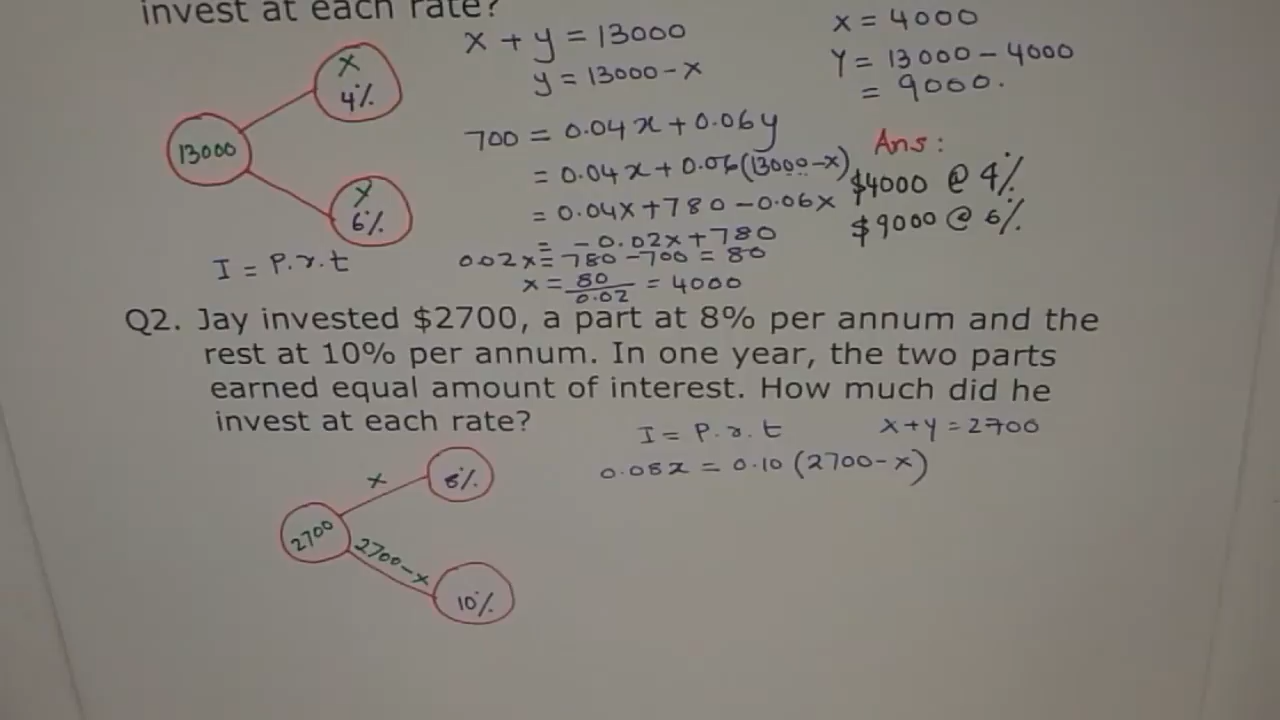 invest at each rate?
x + y = 13000
y = 13000 - x
x = 4000
Y = 13000 - 4000
= 9000.
x
4%
13000
y
6%
I = P.r.t
700 = 0.04x + 0.06y
= 0.04x + 0.06(13000-x)
= 0.04x + 780 - 0.06x
= -0.02x + 780
0.02x = 780 - 700 = 80
x = 80/0.02 = 4000
Ans:
$4000 @ 4%
$9000 @ 6%
Q2. Jay invested $2700, a part at 8% per annum and the
rest at 10% per annum. In one year, the two parts
earned equal amount of interest. How much did he
invest at each rate?
I = P.r.t
x + y = 2700
0.08x = 0.10 (2700-x)
x
8%
2700
2700-x
10%